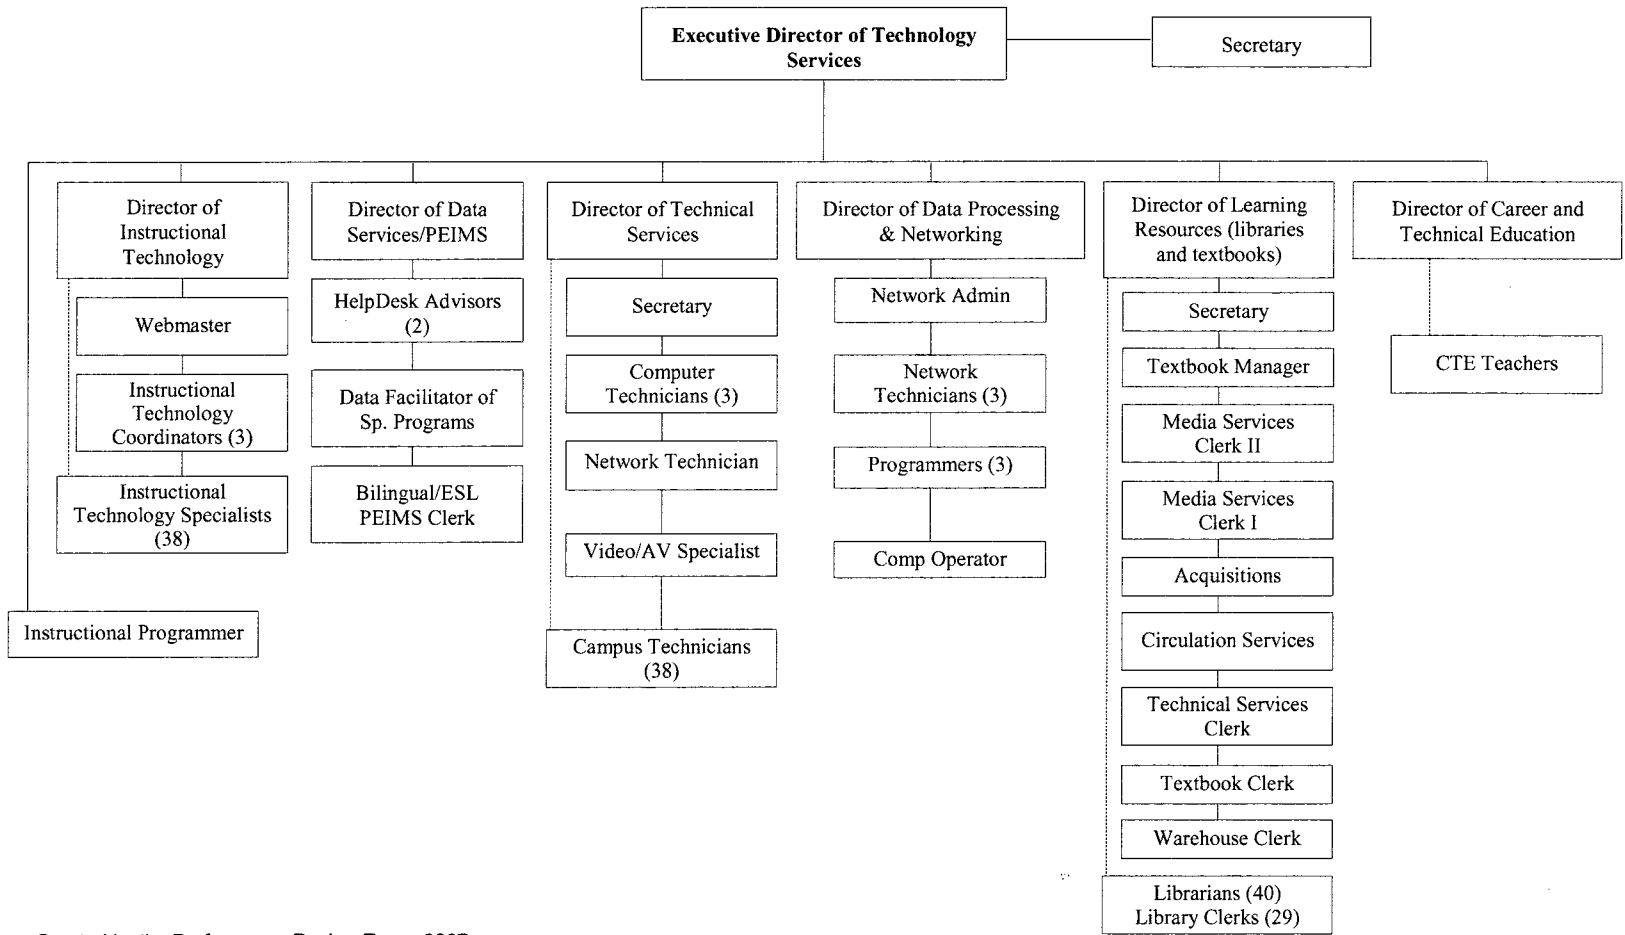 Executive Director of Technology
Services
Secretary
Director of
Instructional
Technology
Webmaster
Instructional
Technology
Coordinators (3)
Instructional
Technology Specialists
(38)
Instructional Programmer
Director of Data
Services/PEIMS
HelpDesk Advisors
(2)
Data Facilitator of
Sp. Programs
Bilingual/ESL
PEIMS Clerk
Director of Technical
Services
Secretary
Computer
Technicians (3)
Network Technician
Video/AV Specialist
Campus Technicians
(38)
Director of Data Processing
& Networking
Network Admin
Network
Technicians (3)
Programmers (3)
Comp Operator
Director of Learning
Resources (libraries
and textbooks)
Secretary
Textbook Manager
Media Services
Clerk II
Media Services
Clerk I
Acquisitions
Circulation Services
Technical Services
Clerk
Textbook Clerk
Warehouse Clerk
Librarians (40)
Library Clerks (29)
Director of Career and
Technical Education
CTE Teachers